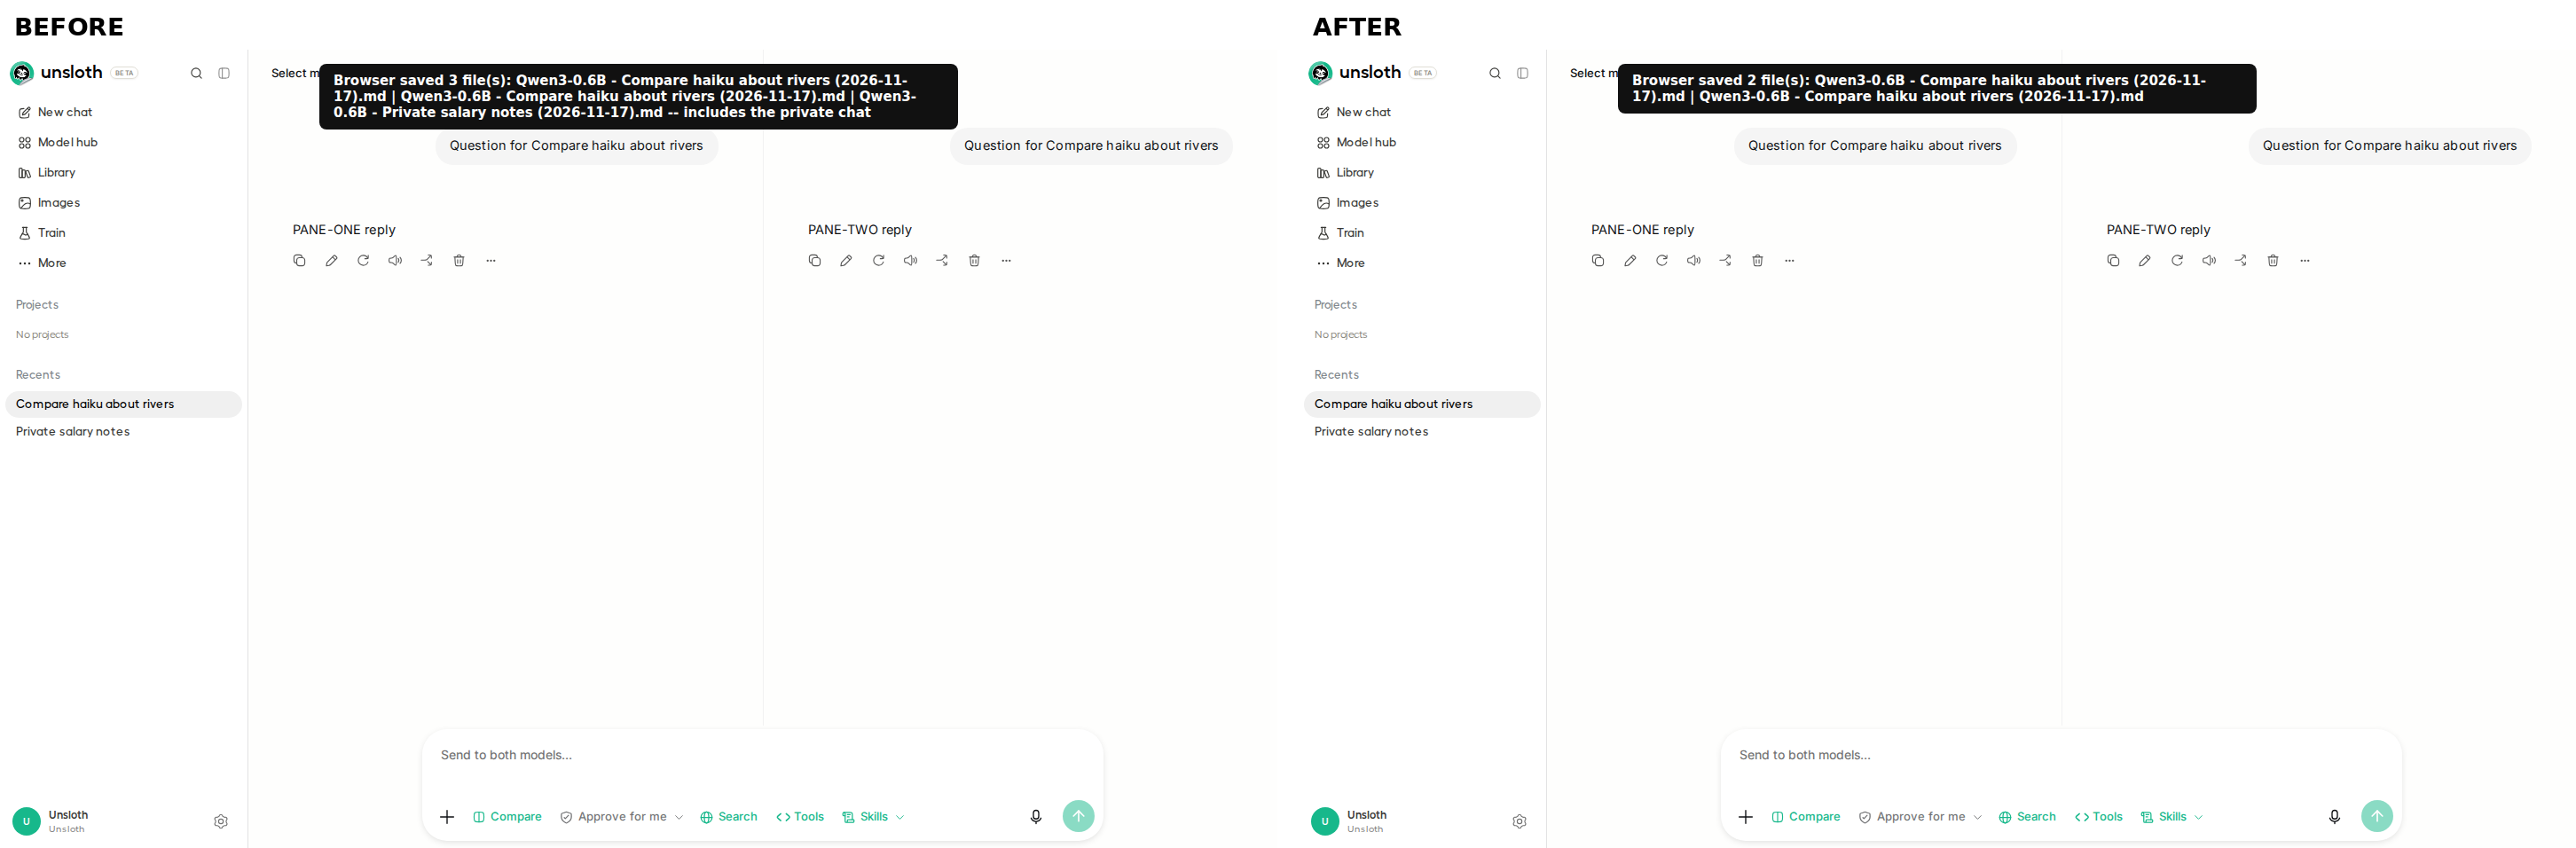 BEFORE
unsloth
BETA
New chat
Model hub
Library
Images
Train
More
Projects
No projects
Recents
Compare haiku about rivers
Private salary notes
U
Unsloth
Unsloth
Select m
Browser saved 3 file(s): Qwen3-0.6B - Compare haiku about rivers (2026-11-
17).md | Qwen3-0.6B - Compare haiku about rivers (2026-11-17).md | Qwen3-
0.6B - Private salary notes (2026-11-17).md -- includes the private chat
Question for Compare haiku about rivers
Question for Compare haiku about rivers
PANE-ONE reply
PANE-TWO reply
Send to both models...
Compare
Approve for me
Search
Tools
Skills
AFTER
unsloth
BETA
New chat
Model hub
Library
Images
Train
More
Projects
No projects
Recents
Compare haiku about rivers
Private salary notes
U
Unsloth
Unsloth
Select m
Browser saved 2 file(s): Qwen3-0.6B - Compare haiku about rivers (2026-11-
17).md | Qwen3-0.6B - Compare haiku about rivers (2026-11-17).md
Question for Compare haiku about rivers
Question for Compare haiku about rivers
PANE-ONE reply
PANE-TWO reply
Send to both models...
Compare
Approve for me
Search
Tools
Skills